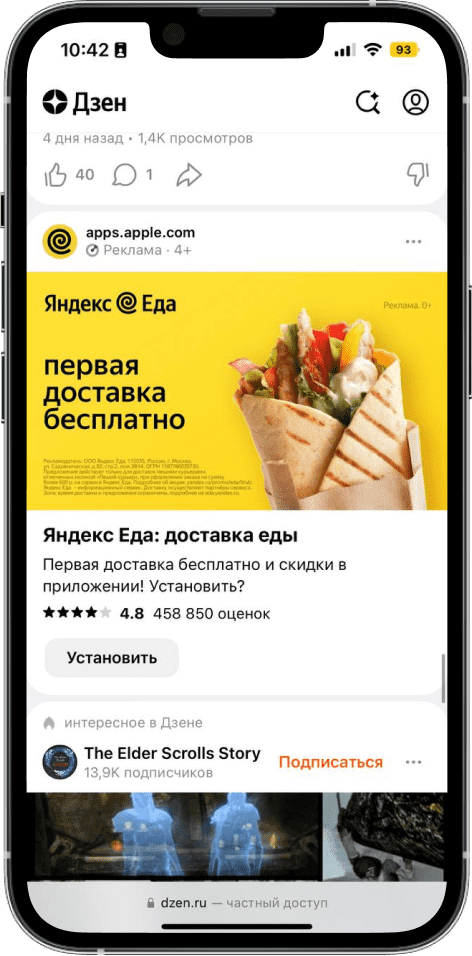 10:42
93
Дзен
4 дня назад • 1,4K просмотров
40 1
apps.apple.com
Реклама · 4+
Яндекс Еда
Реклама. 0+
первая
доставка
бесплатно
Яндекс Еда: доставка еды
Первая доставка бесплатно и скидки в
приложении! Установить?
4.8 458 850 оценок
Установить
интересное в Дзене
The Elder Scrolls Story
Подписаться
13,9K подписчиков
dzen.ru — частный доступ